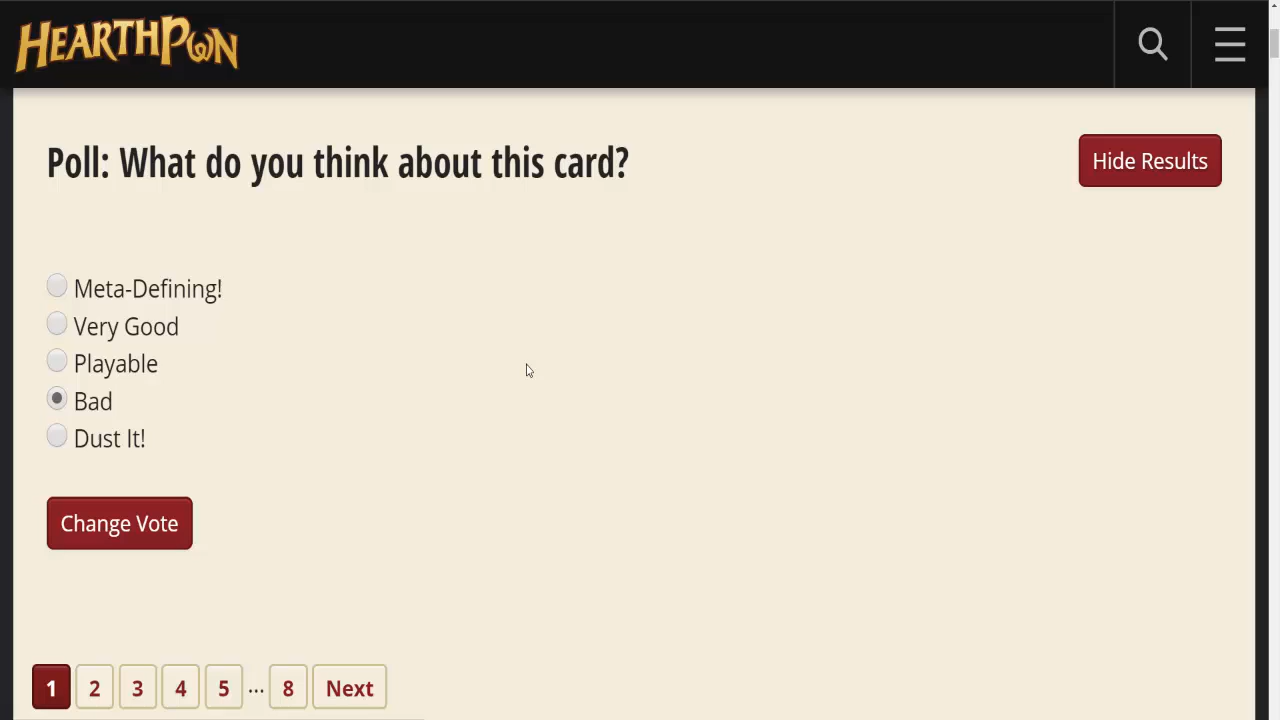 HEARTHPWN
Poll: What do you think about this card?
Hide Results
Meta-Defining!
Very Good
Playable
Bad
Dust It!
Change Vote
1 2 3 4 5 ... 8 Next